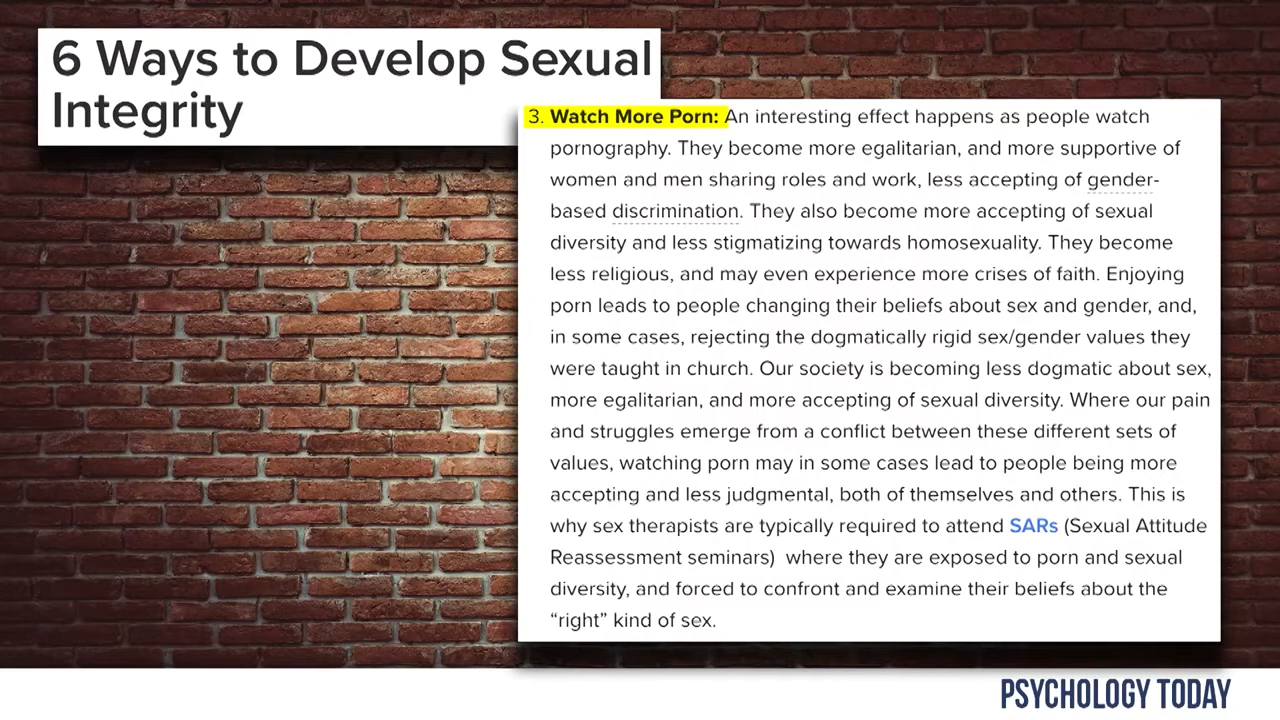 6 Ways to Develop Sexual
Integrity
3. Watch More Porn: An interesting effect happens as people watch
pornography. They become more egalitarian, and more supportive of
women and men sharing roles and work, less accepting of gender-
based discrimination. They also become more accepting of sexual
diversity and less stigmatizing towards homosexuality. They become
less religious, and may even experience more crises of faith. Enjoying
porn leads to people changing their beliefs about sex and gender, and,
in some cases, rejecting the dogmatically rigid sex/gender values they
were taught in church. Our society is becoming less dogmatic about sex,
more egalitarian, and more accepting of sexual diversity. Where our pain
and struggles emerge from a conflict between these different sets of
values, watching porn may in some cases lead to people being more
accepting and less judgmental, both of themselves and others. This is
why sex therapists are typically required to attend SARs (Sexual Attitude
Reassessment seminars) where they are exposed to porn and sexual
diversity, and forced to confront and examine their beliefs about the
“right” kind of sex.
PSYCHOLOGY TODAY